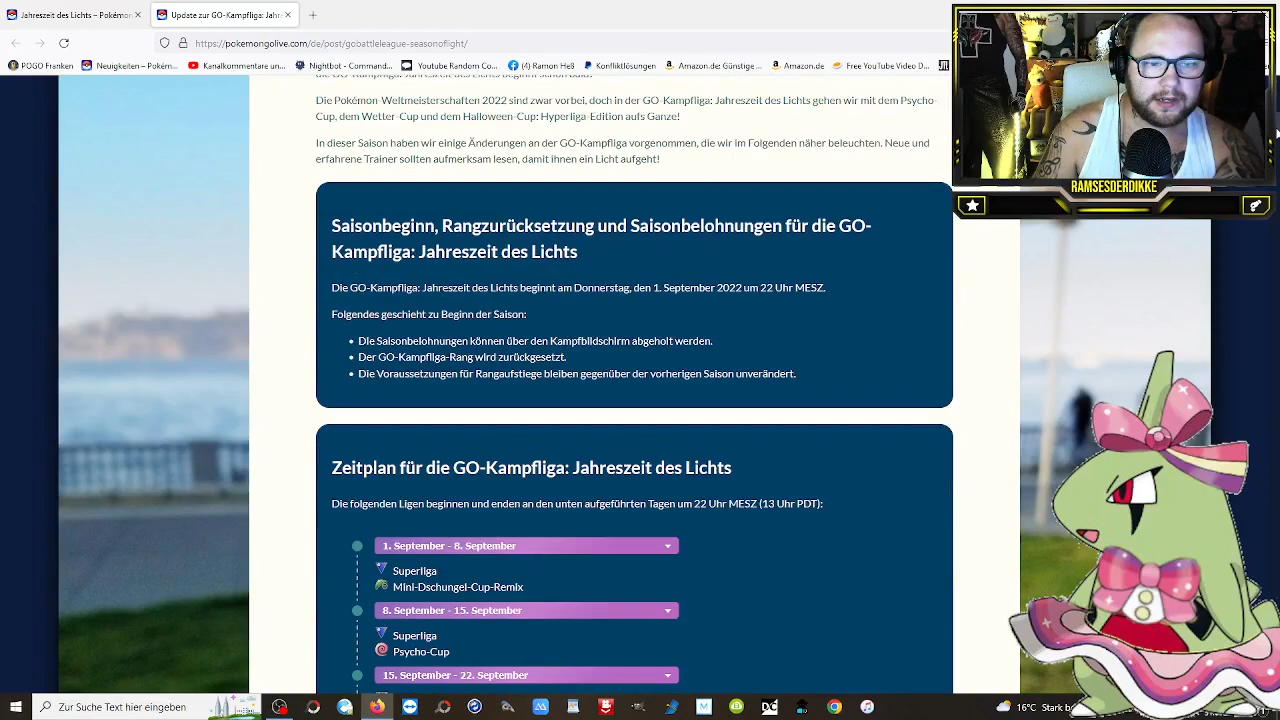 Jahreszeit des Lichts – Pokémon
Update zur GO-Kampfliga: Jahre
https://pokemongolive.com/de/post/gobattleleague-seasonoflight/
POGO Franken
Neuigkeiten – Pokém...
Kanalkommentare un...
Nightbot - Comma...
Youtube Random Co...
(4) Ramon Heß
Konfliktlösungen
Amazon.de Günstige ...
Amazon.de
Free YouTube Video D...
Die Pokémon-Weltmeisterschaften 2022 sind zwar vorbei, doch in der GO-Kampfliga: Jahreszeit des Lichts gehen wir mit dem Psycho-
Cup, dem Wetter-Cup und dem Halloween-Cup: Hyperliga-Edition aufs Ganze!
In dieser Saison haben wir einige Änderungen an der GO-Kampfliga vorgenommen, die wir im Folgenden näher beleuchten. Neue und
erfahrene Trainer sollten aufmerksam lesen, damit ihnen ein Licht aufgeht!
RAMSESDERDIKKE
Saisonbeginn, Rangzurücksetzung und Saisonbelohnungen für die GO-
Kampfliga: Jahreszeit des Lichts
Die GO-Kampfliga: Jahreszeit des Lichts beginnt am Donnerstag, den 1. September 2022 um 22 Uhr MESZ.
Folgendes geschieht zu Beginn der Saison:
• Die Saisonbelohnungen können über den Kampfbildschirm abgeholt werden.
• Der GO-Kampfliga-Rang wird zurückgesetzt.
• Die Voraussetzungen für Rangaufstiege bleiben gegenüber der vorherigen Saison unverändert.
Zeitplan für die GO-Kampfliga: Jahreszeit des Lichts
Die folgenden Ligen beginnen und enden an den unten aufgeführten Tagen um 22 Uhr MESZ (13 Uhr PDT):
1. September - 8. September
Superliga
Mini-Dschungel-Cup-Remix
8. September - 15. September
Superliga
Psycho-Cup
15. September - 22. September
Zur Suche Text hier eingeben
16°C Stark b